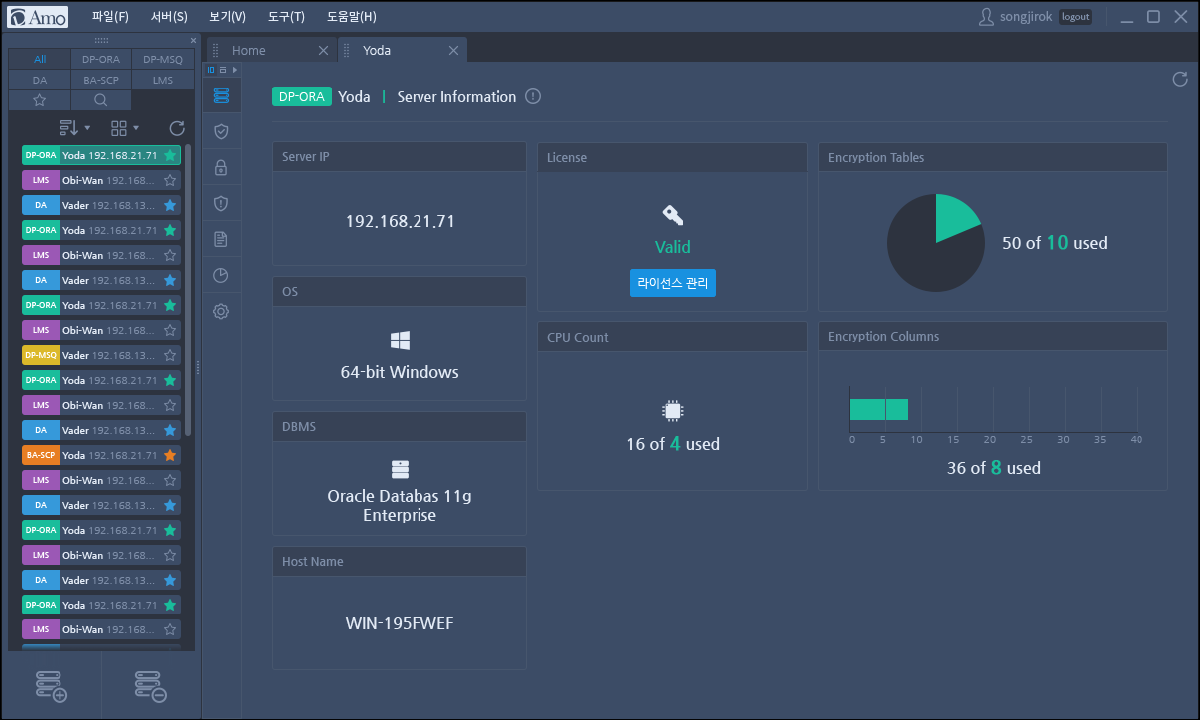 Amo 파일(F) 서버(S) 보기(V) 도구(T) 도움말(H) songjirok logout
All DP-ORA DP-MSQ
DA BA-SCP LMS
DP-ORA Yoda 192.168.21.71
LMS Obi-Wan 192.168...
DA Vader 192.168.13...
DP-ORA Yoda 192.168.21.71
LMS Obi-Wan 192.168...
DA Vader 192.168.13...
DP-ORA Yoda 192.168.21.71
LMS Obi-Wan 192.168...
DP-MSQ Vader 192.168.13...
DP-ORA Yoda 192.168.21.71
LMS Obi-Wan 192.168...
DA Vader 192.168.13...
BA-SCP Yoda 192.168.21.71
LMS Obi-Wan 192.168...
DA Vader 192.168.13...
DP-ORA Yoda 192.168.21.71
LMS Obi-Wan 192.168...
DA Vader 192.168.13...
DP-ORA Yoda 192.168.21.71
LMS Obi-Wan 192.168...
Home Yoda
DP-ORA Yoda | Server Information
Server IP
192.168.21.71
OS
64-bit Windows
DBMS
Oracle Databas 11g
Enterprise
Host Name
WIN-195FWEF
License
Valid
라이선스 관리
CPU Count
16 of 4 used
Encryption Tables
50 of 10 used
Encryption Columns
0 5 10 15 20 25 30 35 40
36 of 8 used